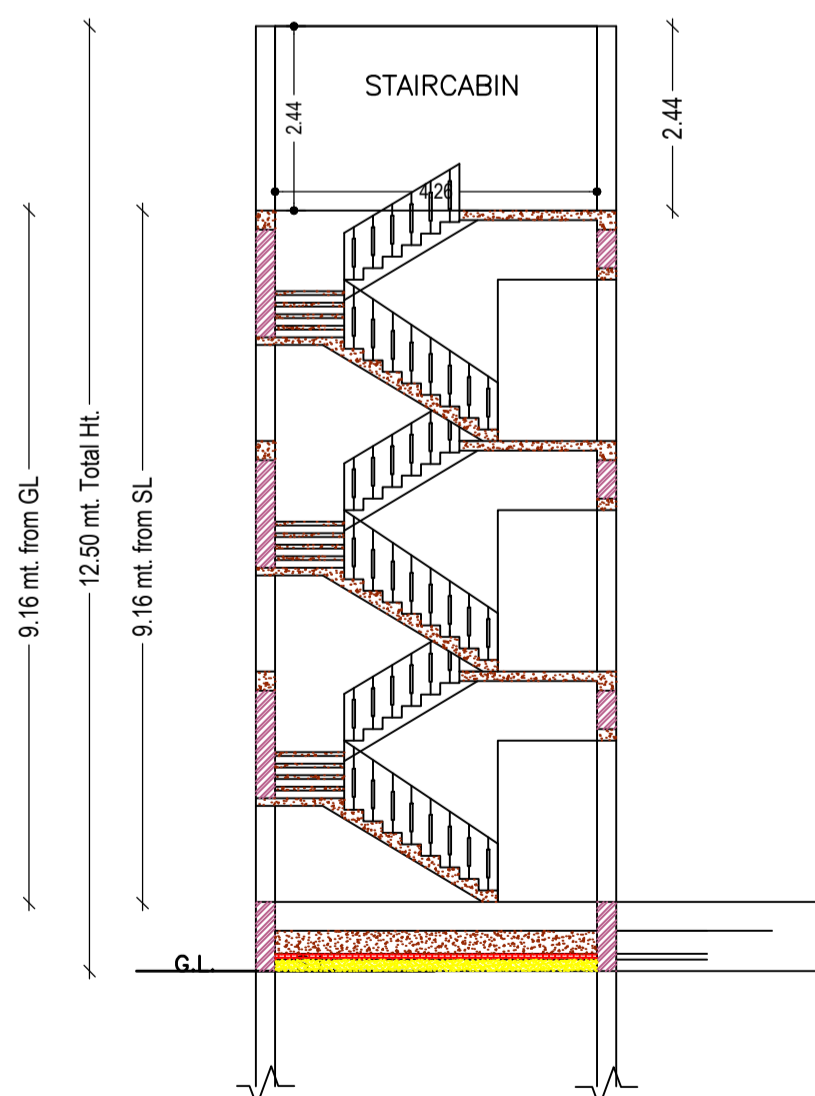 STAIRCABIN
2.44
2.44
4.26
9.16 mt. from GL
12.50 mt. Total Ht.
9.16 mt. from SL
G.L.